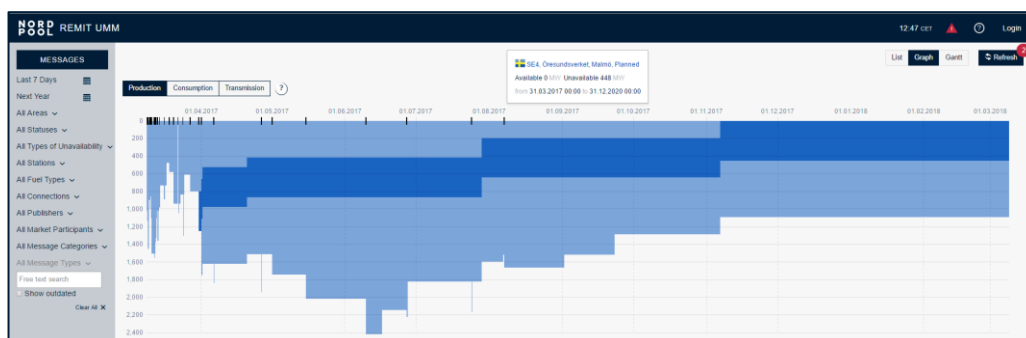 NORD POOL REMIT UMM
12:47 CET
Login
MESSAGES
Last 7 Days
Next Year
All Areas
All Statuses
All Types of Unavailability
All Stations
All Fuel Types
All Connections
All Publishers
All Market Participants
All Message Categories
All Message Types
Free text search
Show outdated
Clear All X
Production Consumption Transmission ?
SE4, Öresundsverket, Malmö, Planned
Available 0 MW Unavailable 448 MW
from 31.03.2017 00:00 to 31.12.2020 00:00
List Graph Gantt Refresh 2
01.04.2017 01.05.2017 01.06.2017 01.07.2017 01.08.2017 01.09.2017 01.10.2017 01.11.2017 01.12.2017 01.01.2018 01.02.2018 01.03.2018
0
200
400
600
800
1,000
1,200
1,400
1,600
1,800
2,000
2,200
2,400